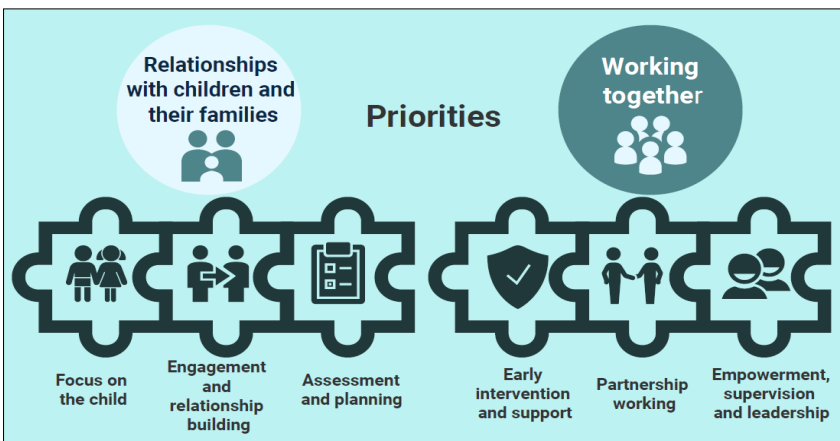 Relationships
with children and
their families
Priorities
Working
together
Focus on
the child
Engagement
and
relationship
building
Assessment
and planning
Early
intervention
and support
Partnership
working
Empowerment,
supervision
and leadership